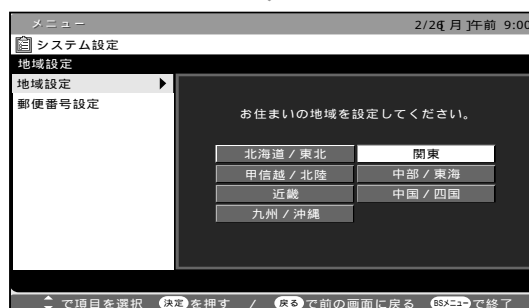 メニュー 2/26[月]午前 9:00
システム設定
地域設定
地域設定
郵便番号設定
お住まいの地域を設定してください。
北海道/東北 関東
甲信越/北陸 中部/東海
近畿 中国/四国
九州/沖縄
で項目を選択 決定を押す / 戻るで前の画面に戻る BSメニューで終了